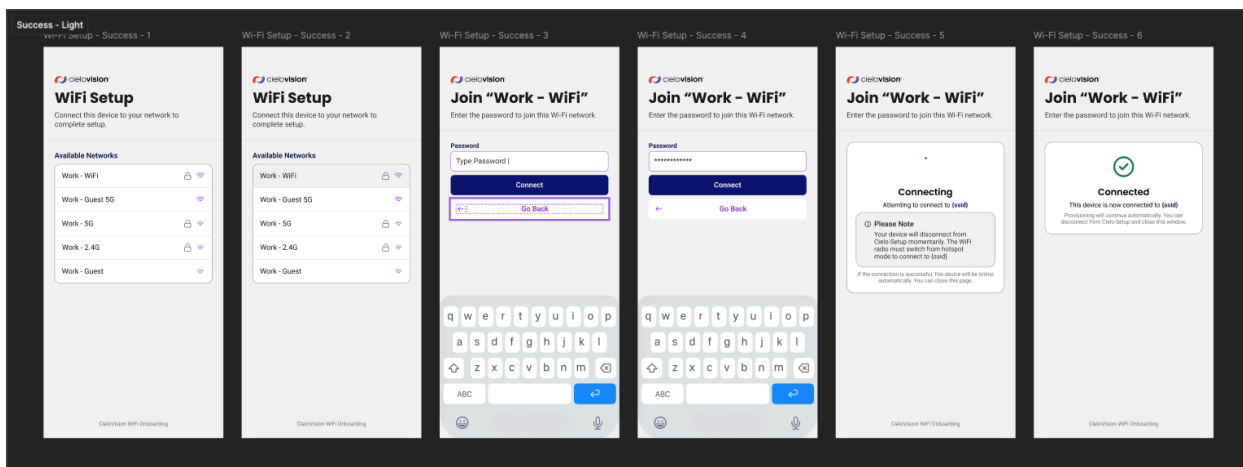 Success - Light
Wi-Fi Setup - Success - 1
cielovision
WiFi Setup
Connect this device to your network to
complete setup.
Available Networks
Work - WiFi
Work - Guest 5G
Work - 5G
Work - 2.4G
Work - Guest
CieloVision WiFi Onboarding
Wi-Fi Setup - Success - 2
cielovision
WiFi Setup
Connect this device to your network to
complete setup.
Available Networks
Work - WiFi
Work - Guest 5G
Work - 5G
Work - 2.4G
Work - Guest
CieloVision WiFi Onboarding
Wi-Fi Setup - Success - 3
cielovision
Join “Work - WiFi”
Enter the password to join this Wi-Fi network.
Password
Type Password |
Connect
Go Back
q w e r t y u i o p
a s d f g h j k l
z x c v b n m
ABC
Wi-Fi Setup - Success - 4
cielovision
Join “Work - WiFi”
Enter the password to join this Wi-Fi network.
Password
************
Connect
Go Back
q w e r t y u i o p
a s d f g h j k l
z x c v b n m
ABC
Wi-Fi Setup - Success - 5
cielovision
Join “Work - WiFi”
Enter the password to join this Wi-Fi network.
Connecting
Attemting to connect to {ssid}
Please Note
Your device will disconnect from
Cielo-Setup momentarily. The WiFi
radio must switch from hotspot
mode to connect to {ssid}
If the connection is successful, this device will be online
automatically. You can close this page.
CieloVision WiFi Onboarding
Wi-Fi Setup - Success - 6
cielovision
Join “Work - WiFi”
Enter the password to join this Wi-Fi network.
Connected
This device is now connected to {ssid}
Provisioning will continue automatically. You can
disconnect from Cielo-Setup and close this window.
CieloVision WiFi Onboarding